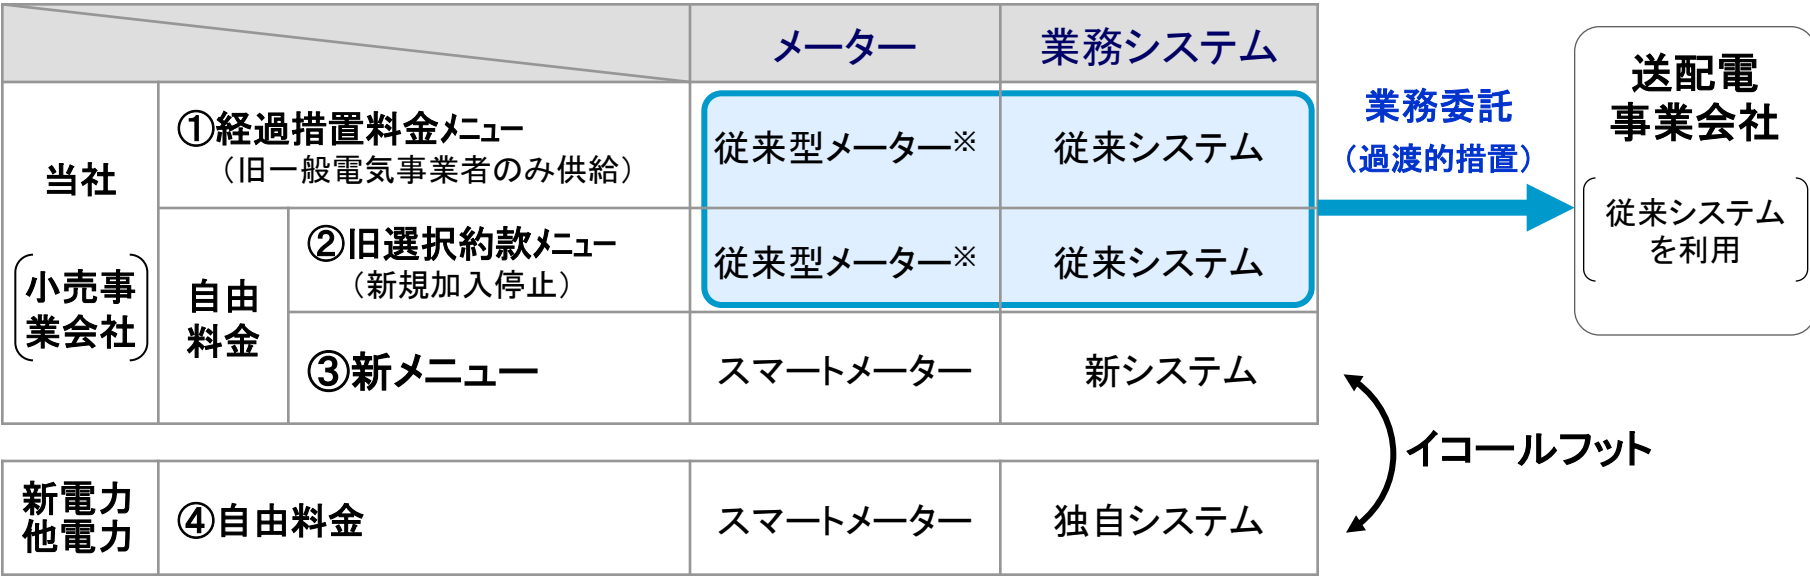 メーター
業務システム
当社
小売事
業会社
①経過措置料金メニュー
（旧一般電気事業者のみ供給）
従来型メーター※
従来システム
自由
料金
②旧選択約款メニュー
（新規加入停止）
従来型メーター※
従来システム
③新メニュー
スマートメーター
新システム
業務委託
（過渡的措置）
送配電
事業会社
従来システム
を利用
イコールフット
新電力
他電力
④自由料金
スマートメーター
独自システム